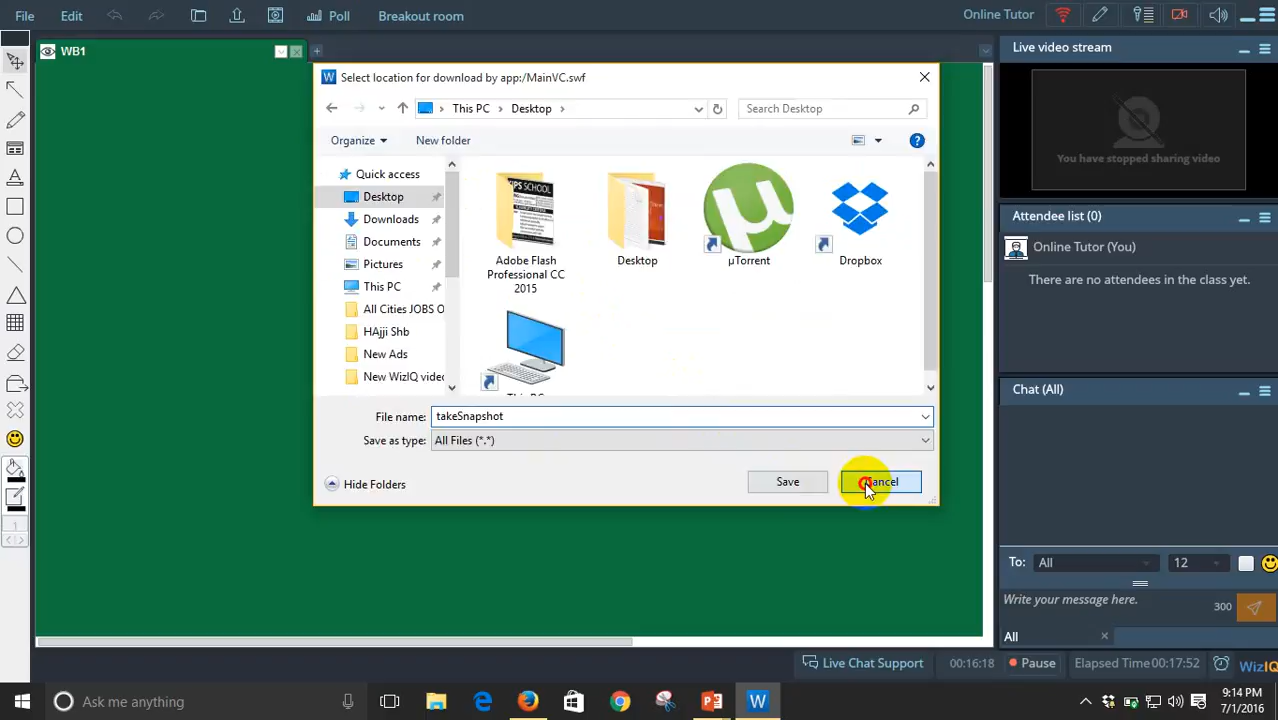 File Edit Poll Breakout room Online Tutor
WB1
Select location for download by app:/MainVC.swf
This PC Desktop Search Desktop
Organize New folder
Quick access
Desktop
Downloads
Documents
Pictures
This PC
All Cities JOBS O
HAjji Shb
New Ads
New WizIQ video
Adobe Flash
Professional CC
2015
Desktop
µTorrent
Dropbox
File name: takeSnapshot
Save as type: All Files (*.*)
Hide Folders Save Cancel
Live video stream
You have stopped sharing video
Attendee list (0)
Online Tutor (You)
There are no attendees in the class yet.
Chat (All)
To: All 12
Write your message here. 300
All
Live Chat Support 00:16:18 Pause Elapsed Time 00:17:52 WizIQ
Ask me anything
9:14 PM
7/1/2016